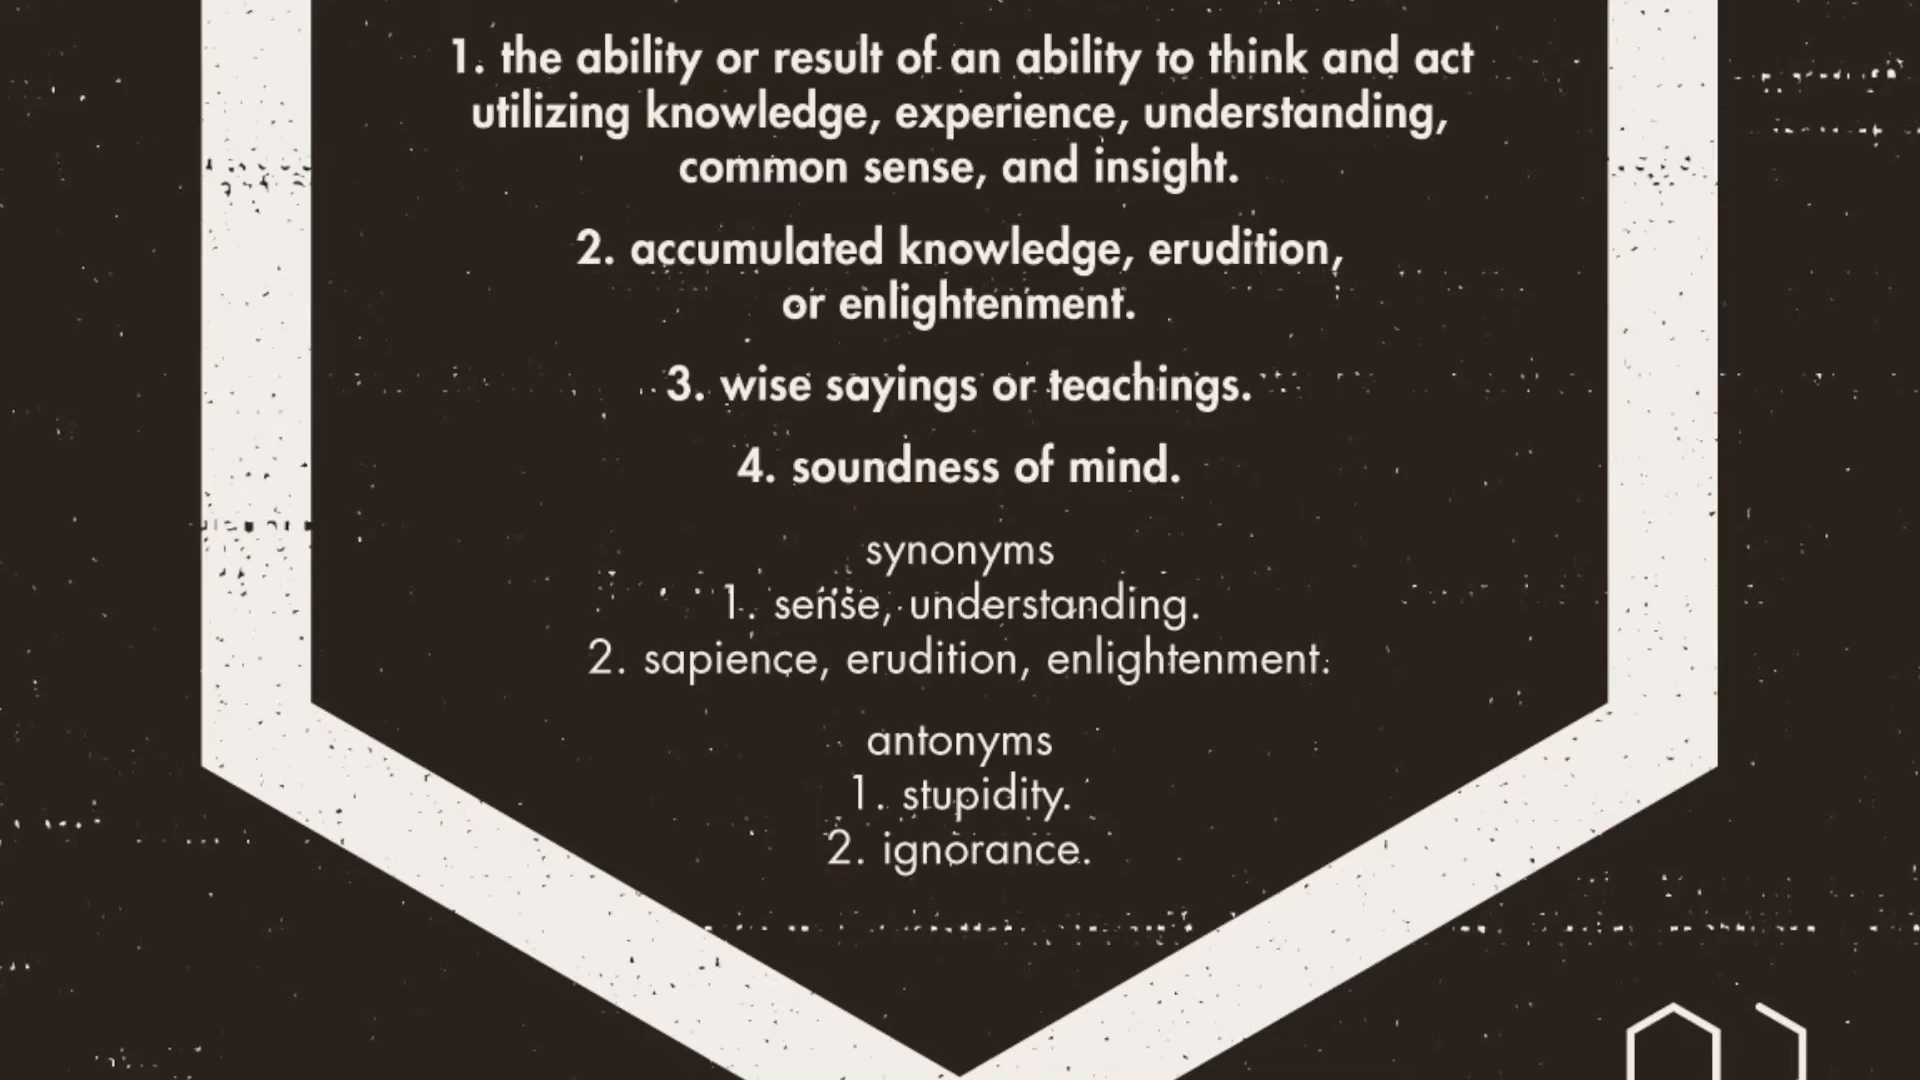 1. the ability or result of an ability to think and act
utilizing knowledge, experience, understanding,
common sense, and insight.
2. accumulated knowledge, erudition,
or enlightenment.
3. wise sayings or teachings.
4. soundness of mind.
synonyms
1. sense, understanding.
2. sapience, erudition, enlightenment.
antonyms
1. stupidity.
2. ignorance.